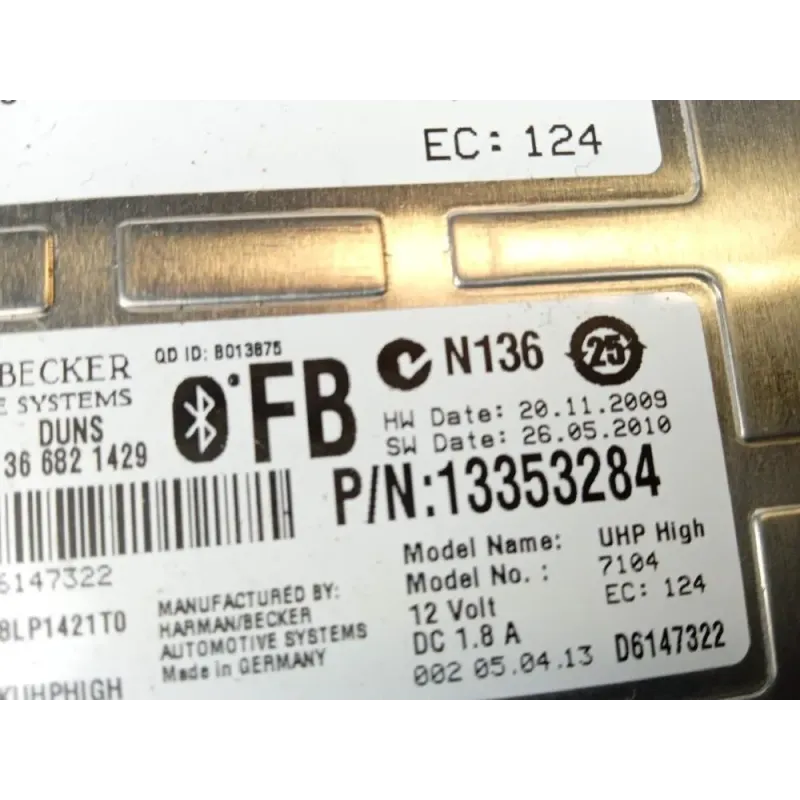 EC: 124
BECKER
E SYSTEMS
QD ID: B013875
FB
N136
25
DUNS
36 682 1429
HW Date: 20.11.2009
SW Date: 26.05.2010
P/N:13353284
6147322
8LP1421T0
KUHPHIGH
MANUFACTURED BY:
HARMAN/BECKER
AUTOMOTIVE SYSTEMS
Made in GERMANY
Model Name: UHP High
Model No. : 7104
12 Volt EC: 124
DC 1.8 A
002 05.04.13 D6147322